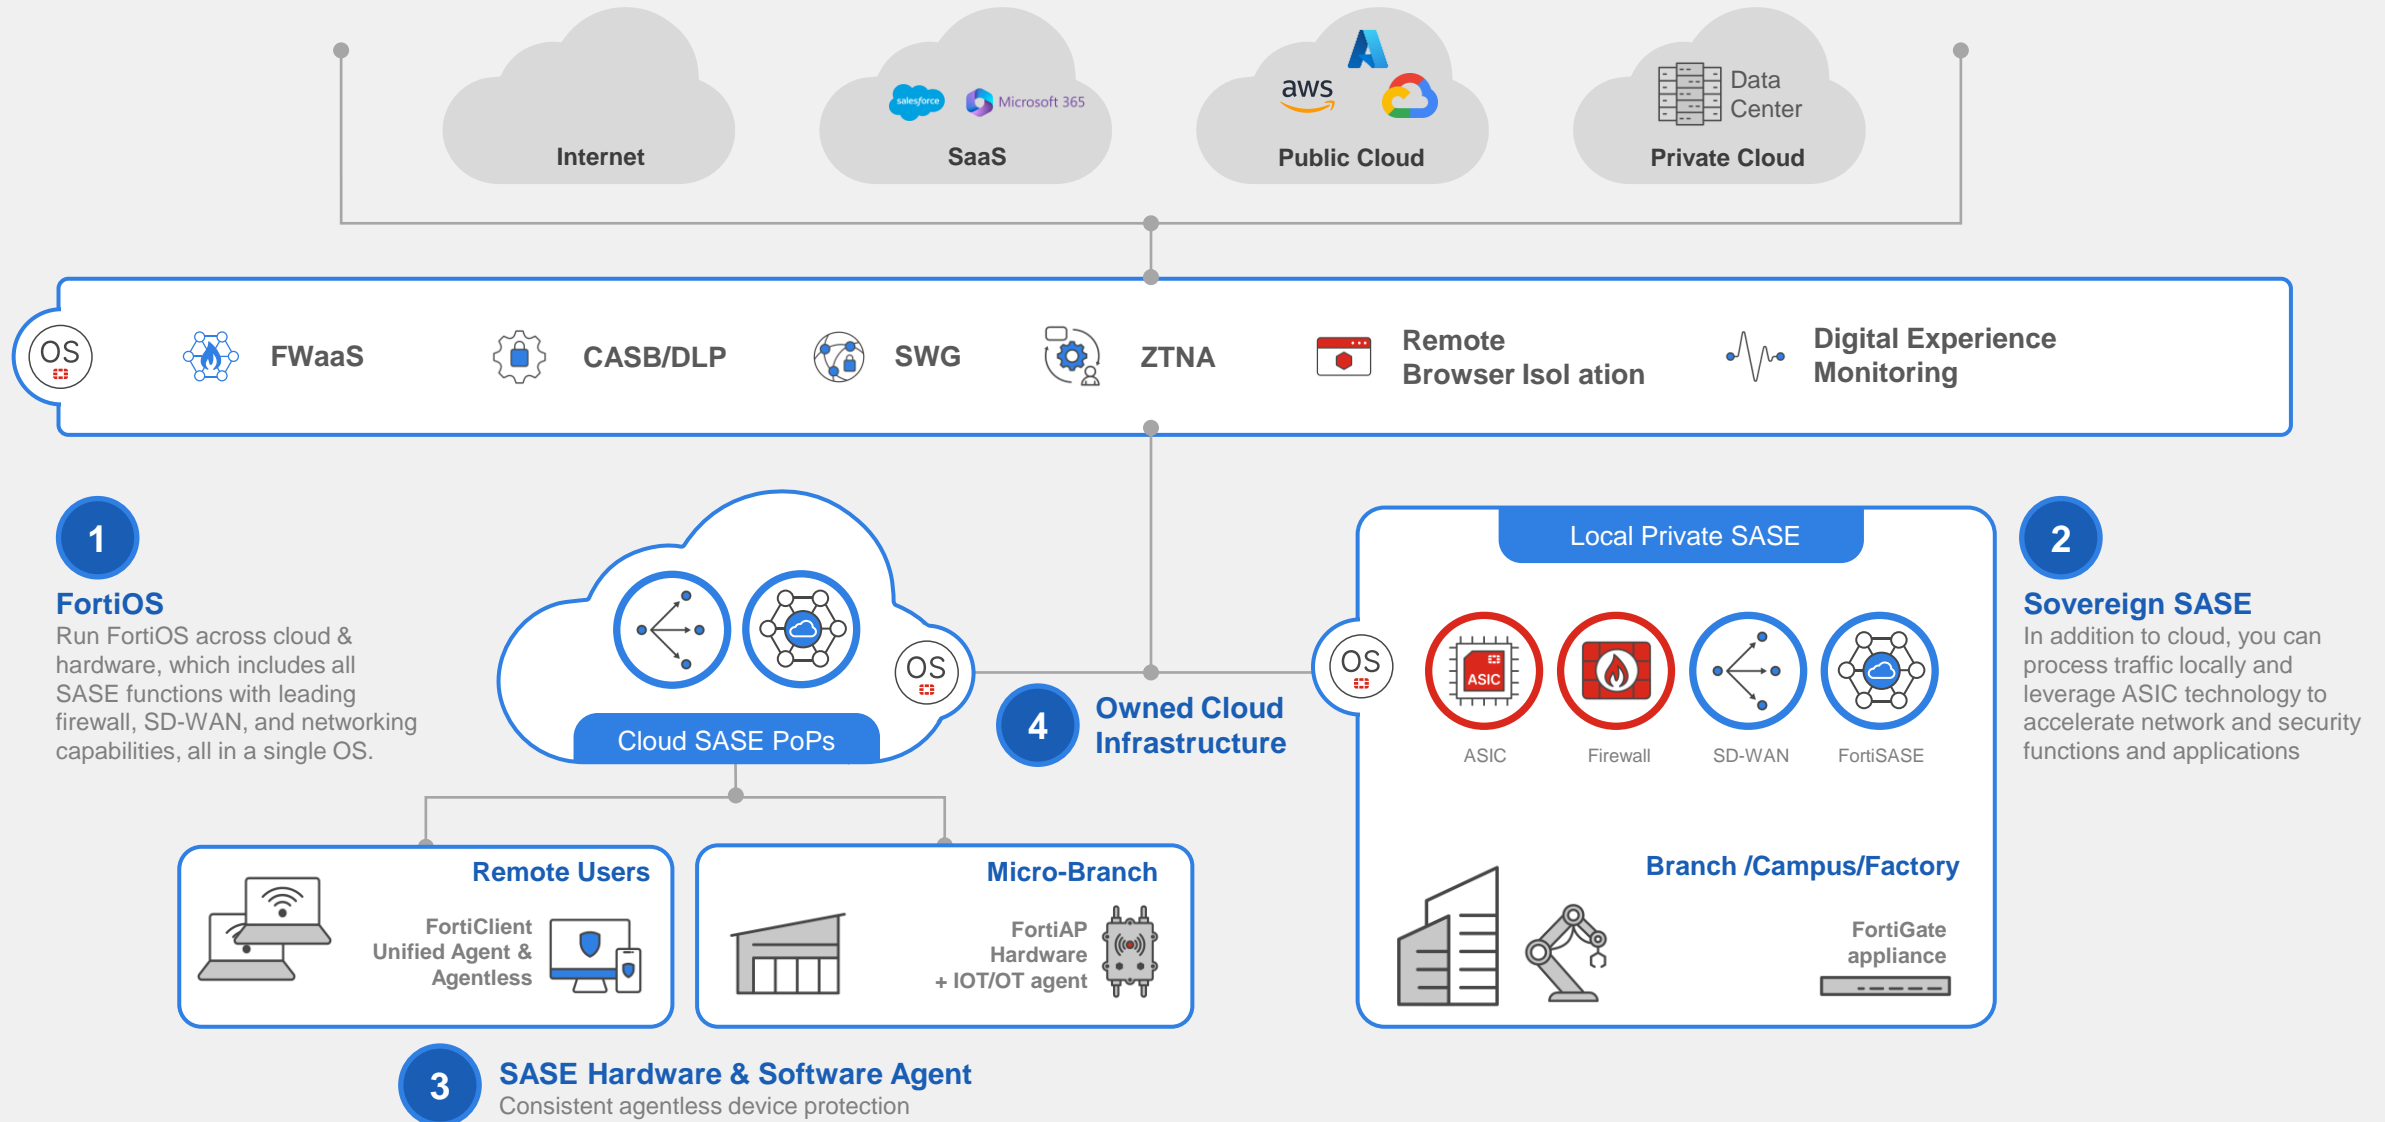 salesforce
Microsoft 365
aws
Data
Center
Internet
SaaS
Public Cloud
Private Cloud
OS
FWaaS
CASB/DLP
SWG
ZTNA
Remote
Browser Isol ation
Digital Experience
Monitoring
1
FortiOS
Run FortiOS across cloud &
hardware, which includes all
SASE functions with leading
firewall, SD-WAN, and networking
capabilities, all in a single OS.
OS
Cloud SASE PoPs
4
Owned Cloud
Infrastructure
Local Private SASE
OS
ASIC
ASIC
Firewall
SD-WAN
FortiSASE
2
Sovereign SASE
In addition to cloud, you can
process traffic locally and
leverage ASIC technology to
accelerate network and security
functions and applications
Remote Users
FortiClient
Unified Agent &
Agentless
Micro-Branch
FortiAP
Hardware
+ IOT/OT agent
Branch /Campus/Factory
FortiGate
appliance
3
SASE Hardware & Software Agent
Consistent agentless device protection